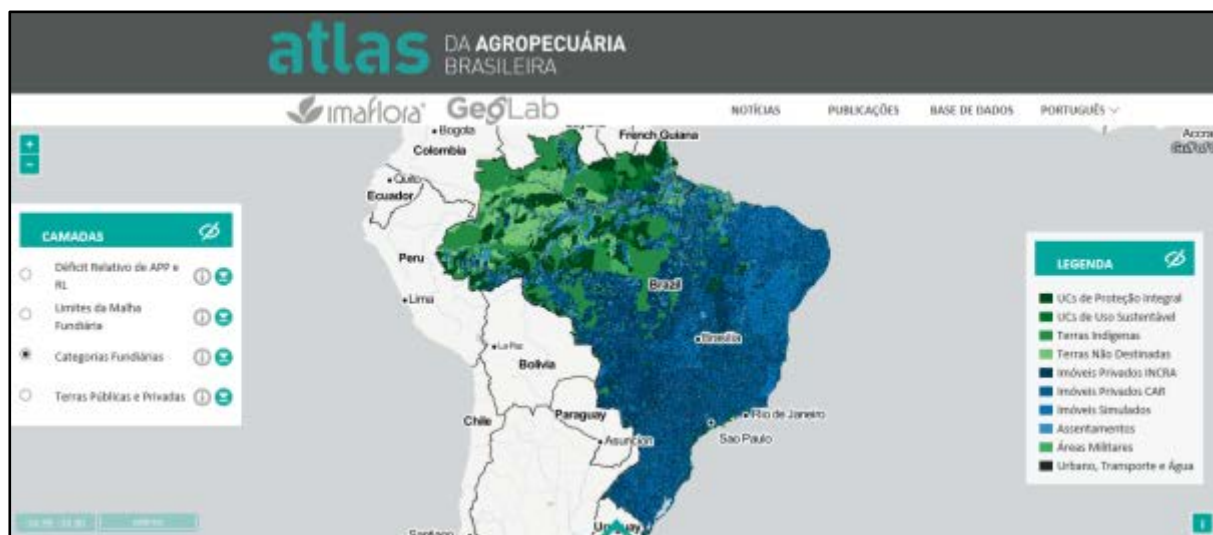 atlas
DA AGROPECUÁRIA
BRASILEIRA
imaflora
GeoLab
NOTÍCIAS
PUBLICAÇÕES
BASE DE DADOS
PORTUGUÊS
+
-
Bogota
Colombia
French Guiana
Accra
Quito
Ecuador
CAMADAS
Déficit Relativo de APP e
RL
Limites da Malha
Fundiária
Categorias Fundiárias
Terras Públicas e Privadas
Peru
Lima
Brazil
Brasília
La Paz
Bolivia
Paraguay
Chile
Asuncion
Rio de Janeiro
Sao Paulo
Uruguay
Santiago
LEGENDA
UCs de Proteção Integral
UCs de Uso Sustentável
Terras Indígenas
Terras Não Destinadas
Imóveis Privados INCRA
Imóveis Privados CAR
Imóveis Simulados
Assentamentos
Áreas Militares
Urbano, Transporte e Água
i